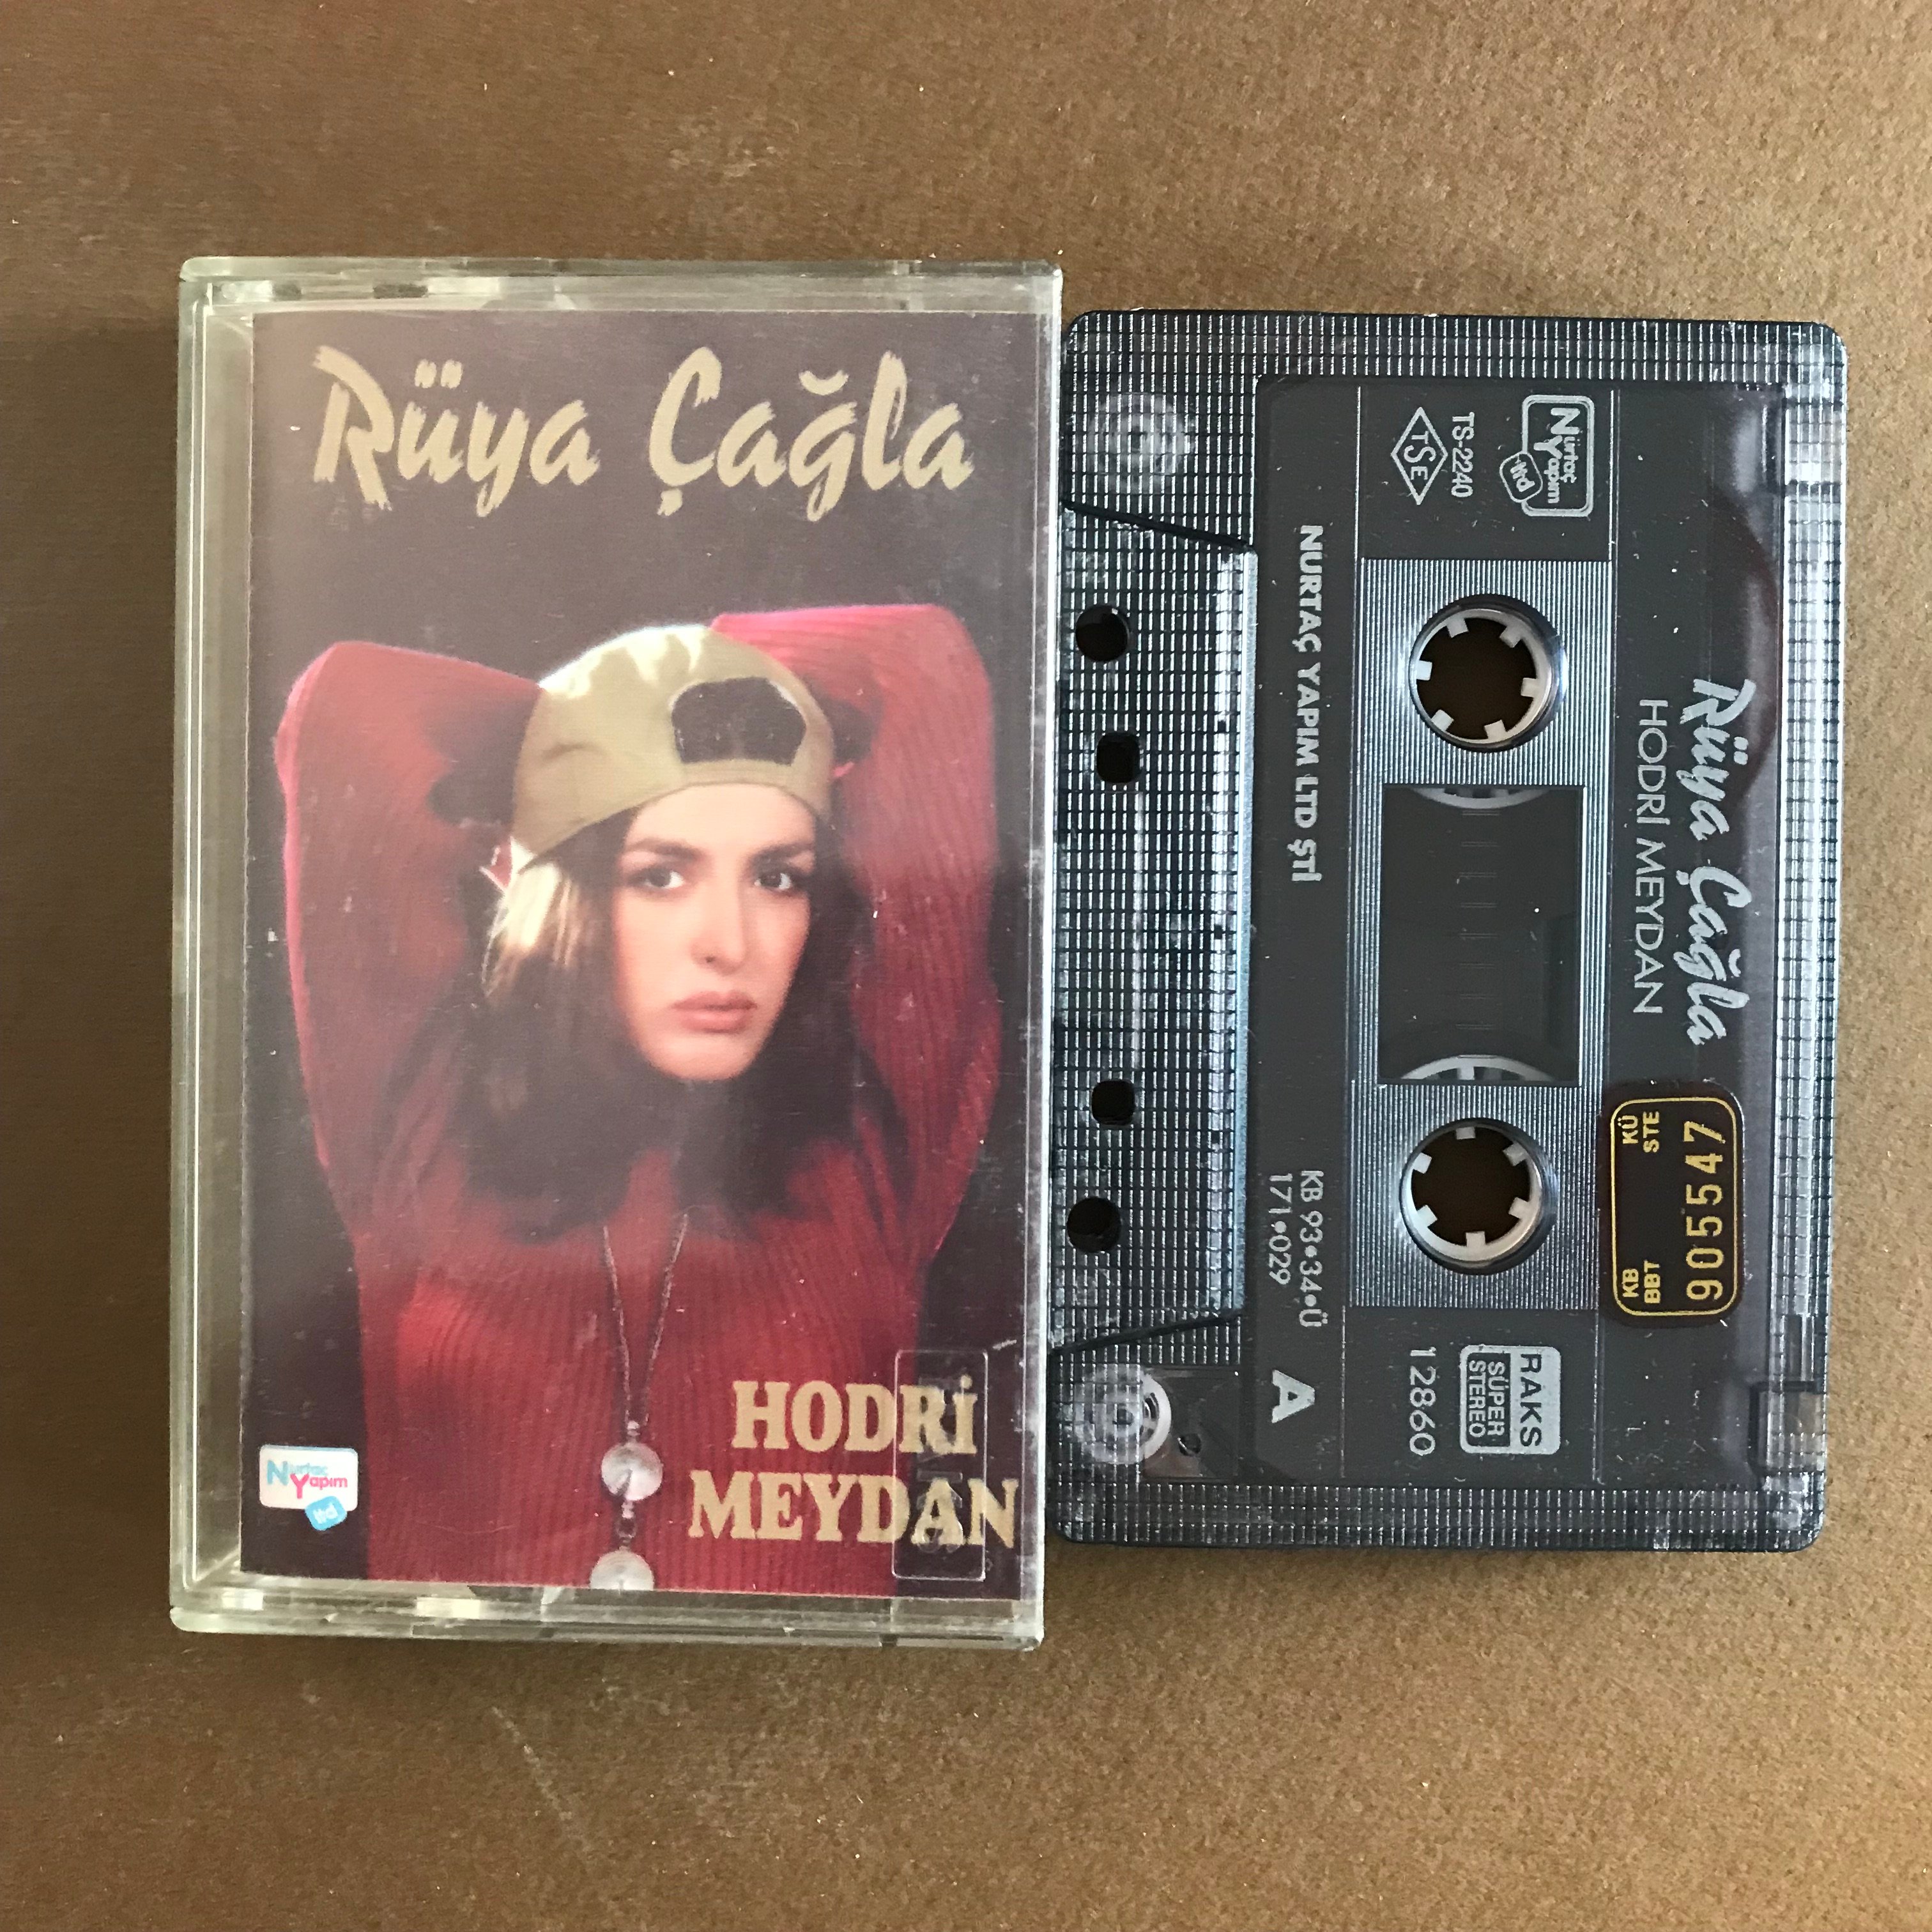 Rüya Çağla
HODRİ
MEYDAN
Nurtaç
Yapım
ltd
Rüya Çağla
HODRİ MEYDAN
Nurtaç
Yapım
ltd
TS-2240
TSE
NURTAÇ YAPIM LTD ŞTİ
KB 93•34•Ü
171•029
A
RAKS
SÜPER
STEREO
12860
905547
KB KÜ
BBT STE